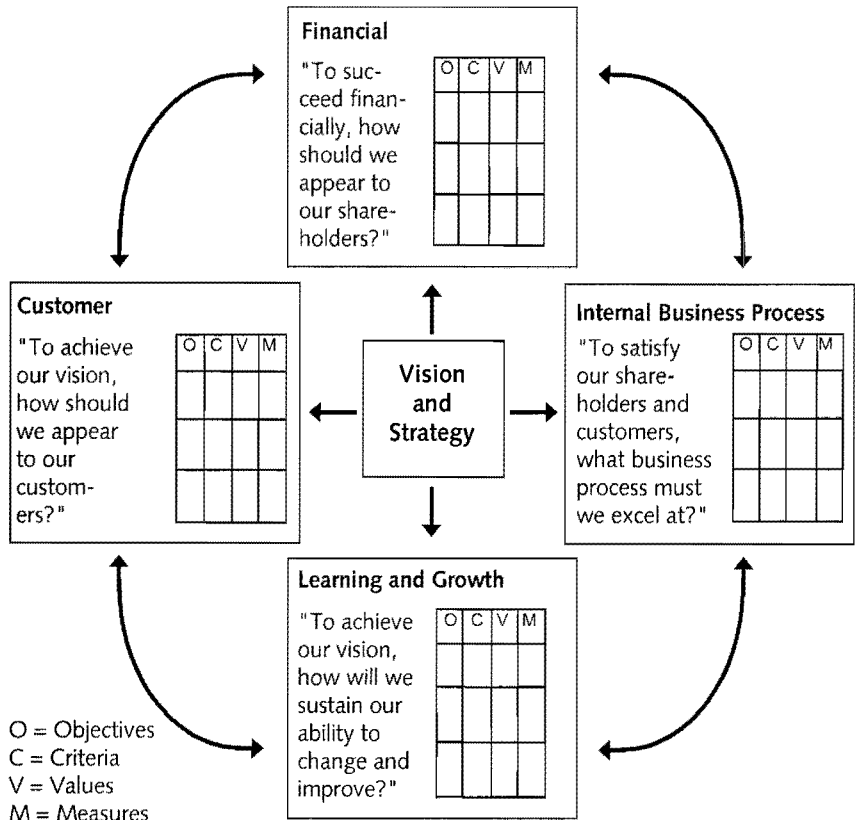 Financial
"To suc-
ceed finan-
cially, how
should we
appear to
our share-
holders?"
O C V M
Customer
"To achieve
our vision,
how should
we appear
to our
custom-
ers?"
O C V M
Vision
and
Strategy
Internal Business Process
"To satisfy
our share-
holders and
customers,
what business
process must
we excel at?"
O C V M
Learning and Growth
"To achieve
our vision,
how will we
sustain our
ability to
change and
improve?"
O C V M
O = Objectives
C = Criteria
V = Values
M = Measures